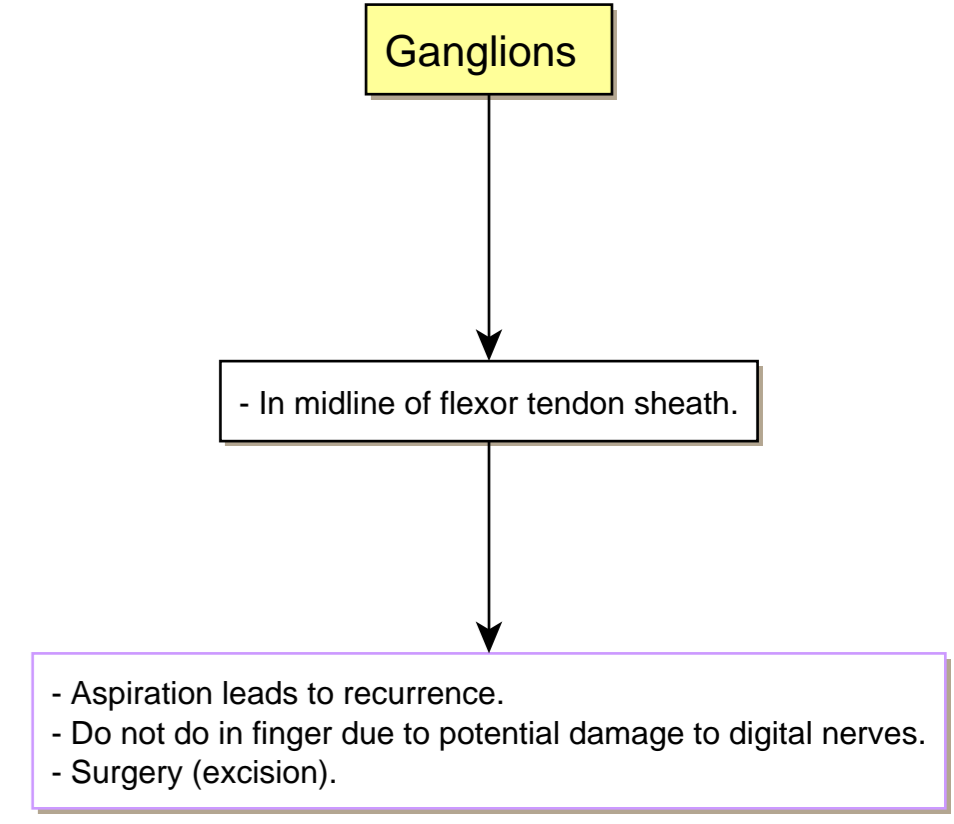 Ganglions
- In midline of flexor tendon sheath.
- Aspiration leads to recurrence.
- Do not do in finger due to potential damage to digital nerves.
- Surgery (excision).